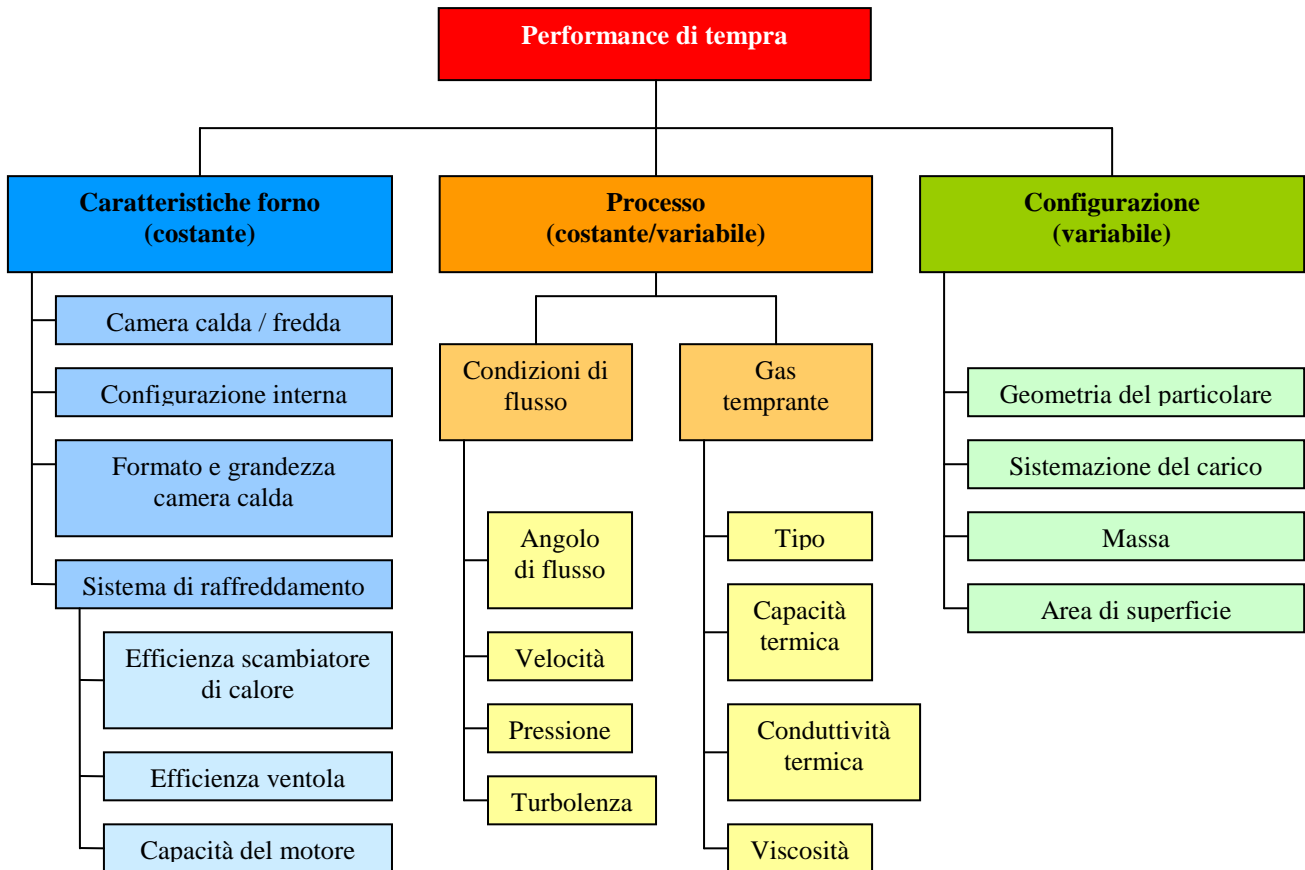 Performance di tempra
Caratteristiche forno
(costante)
Camera calda / fredda
Configurazione interna
Formato e grandezza
camera calda
Sistema di raffreddamento
Efficienza scambiatore
di calore
Efficienza ventola
Capacità del motore
Processo
(costante/variabile)
Condizioni di
flusso
Angolo
di flusso
Velocità
Pressione
Turbolenza
Gas
temprante
Tipo
Capacità
termica
Conduttività
termica
Viscosità
Configurazione
(variabile)
Geometria del particolare
Sistemazione del carico
Massa
Area di superficie